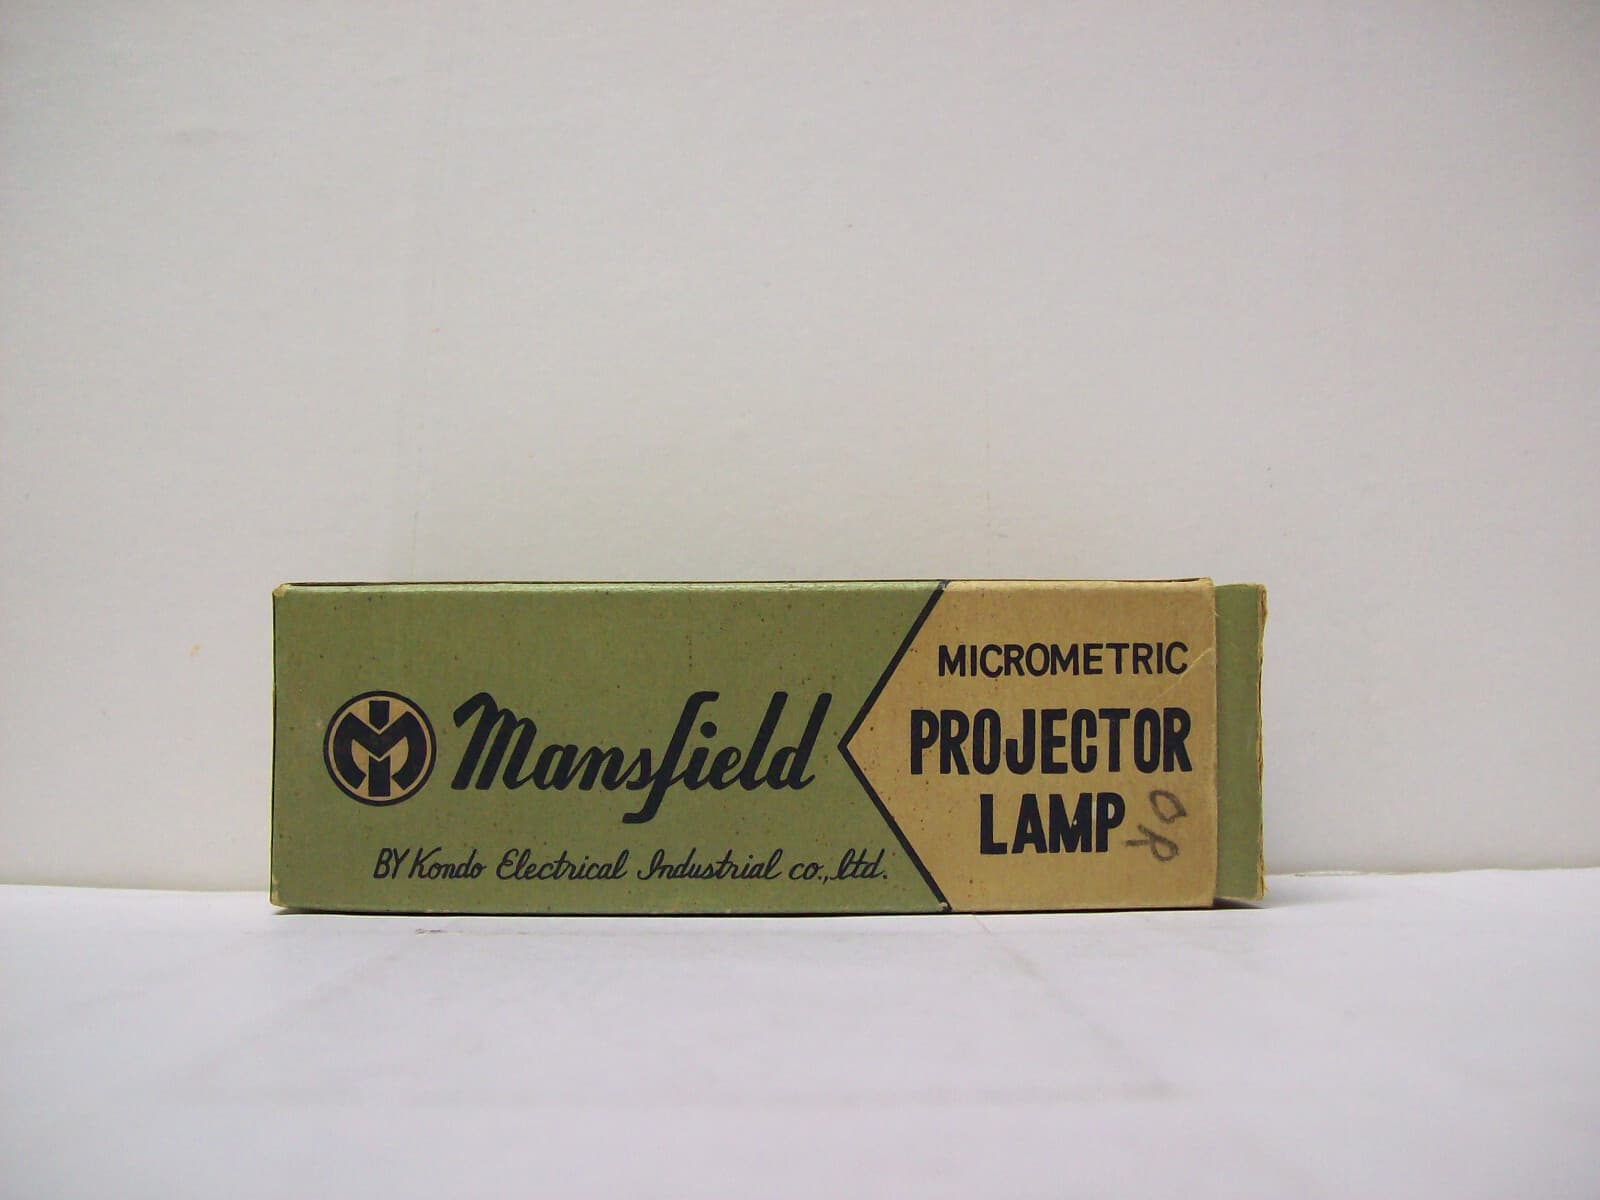 Mansfield
BY Kondo Electrical Industrial co., ltd.
MICROMETRIC
PROJECTOR
LAMP